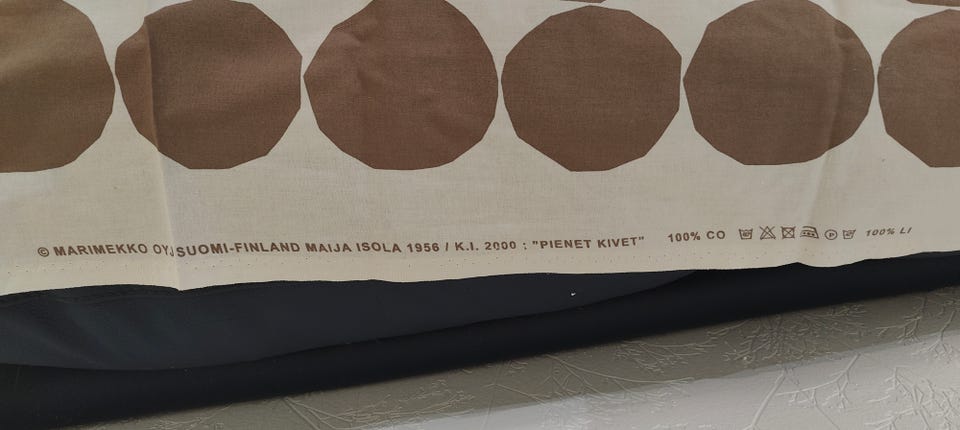 © MARIMEKKO OYJ SUOMI-FINLAND MAIJA ISOLA 1956 / K.I. 2000 : "PIENET KIVET" 100% CO 100% LI